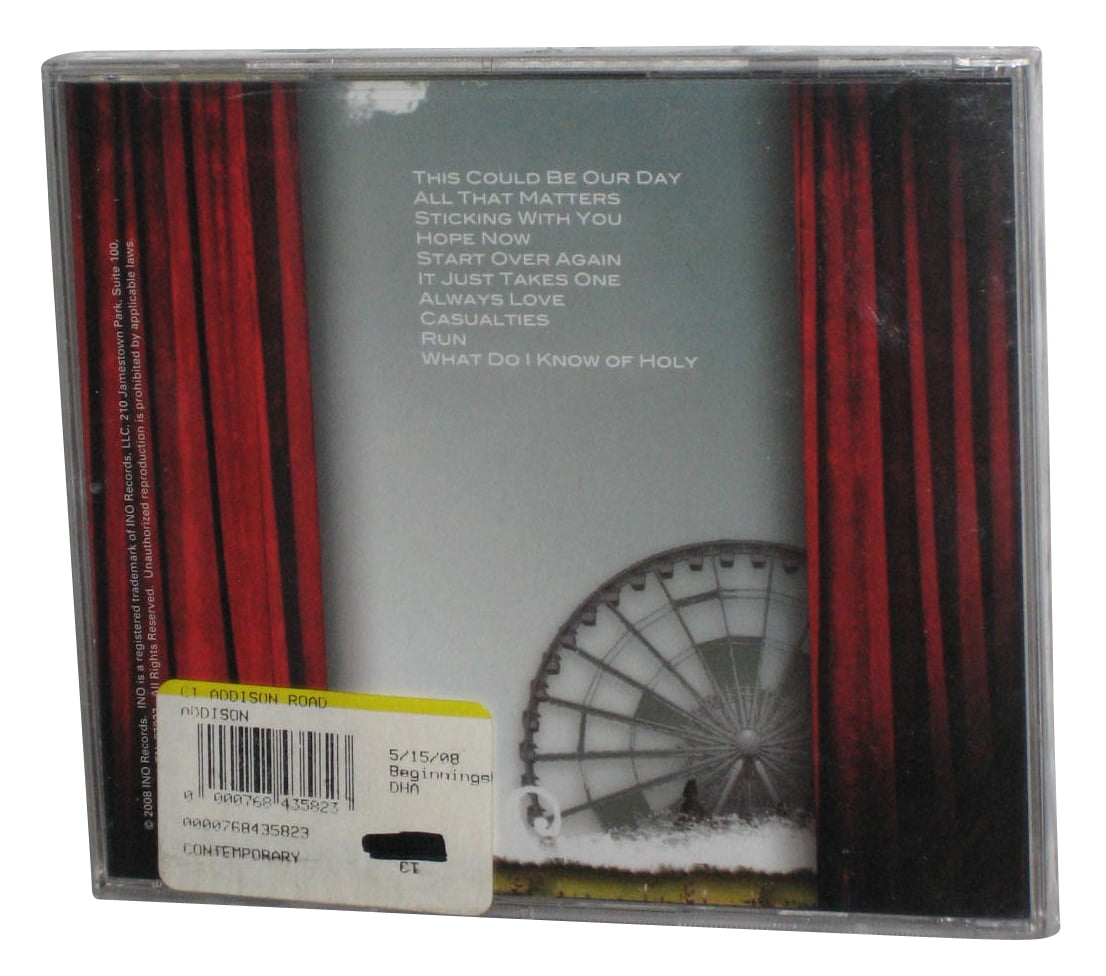 THIS COULD BE OUR DAY
ALL THAT MATTERS
STICKING WITH YOU
HOPE NOW
START OVER AGAIN
IT JUST TAKES ONE
ALWAYS LOVE
CASUALTIES
RUN
WHAT DO I KNOW OF HOLY
© 2008 INO Records. INO is a registered trademark of INO Records, LLC, 210 Jamestown Park, Suite 100,
All Rights Reserved. Unauthorized reproduction is prohibited by applicable laws.
CI ADDISON ROAD
ADDISON
0 000768 435823
5/15/08
Beginnings
DHA
0000768435823
CONTEMPORARY